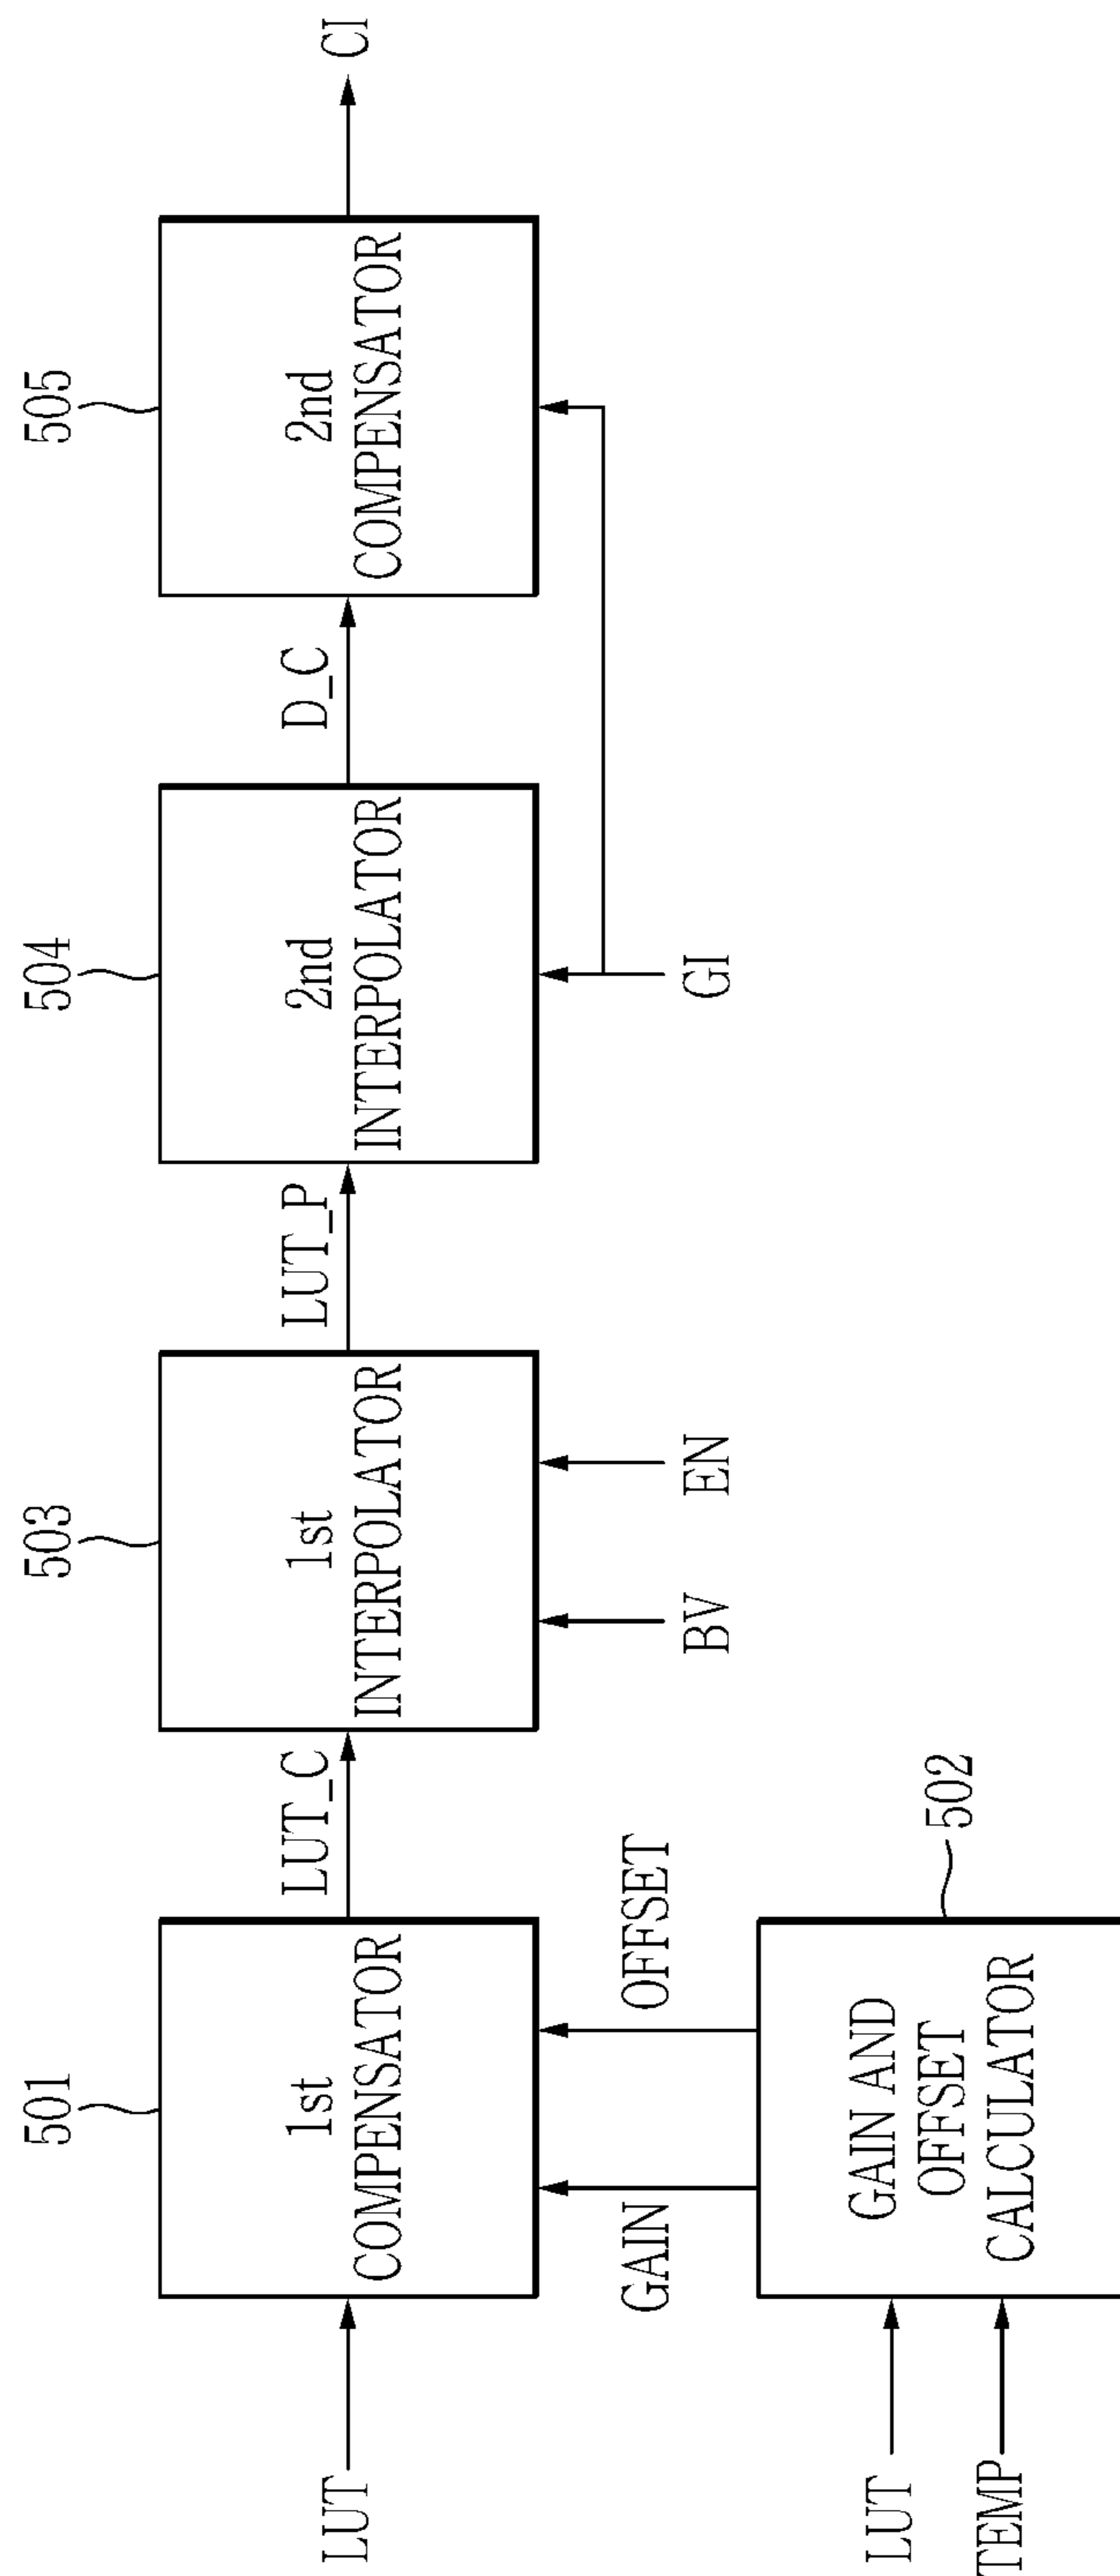 501
503
504
505
LUT
1st
COMPENSATOR
LUT_C
1st
INTERPOLATOR
LUT_P
2nd
INTERPOLATOR
D_C
2nd
COMPENSATOR
CI
GAIN
OFFSET
BV
EN
GI
502
LUT
TEMP
GAIN AND
OFFSET
CALCULATOR